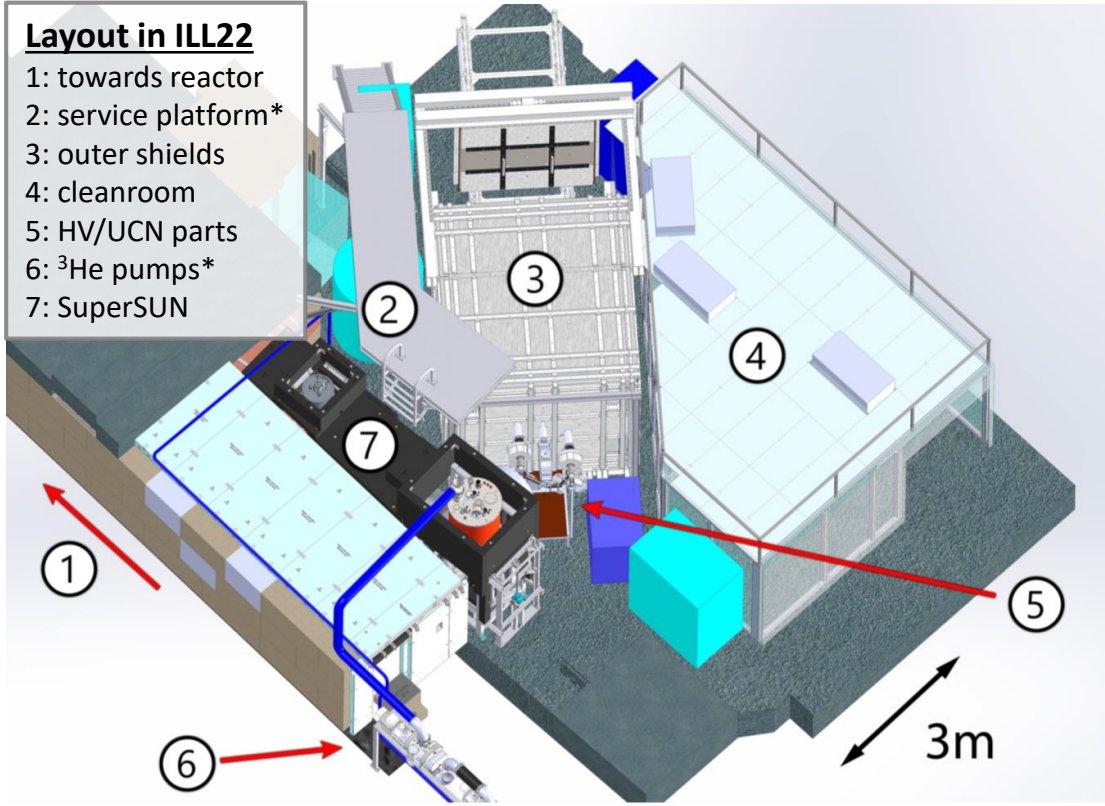 Layout in ILL22
1: towards reactor
2: service platform*
3: outer shields
4: cleanroom
5: HV/UCN parts
6: ³He pumps*
7: SuperSUN
3
2
4
7
1
5
6
3m